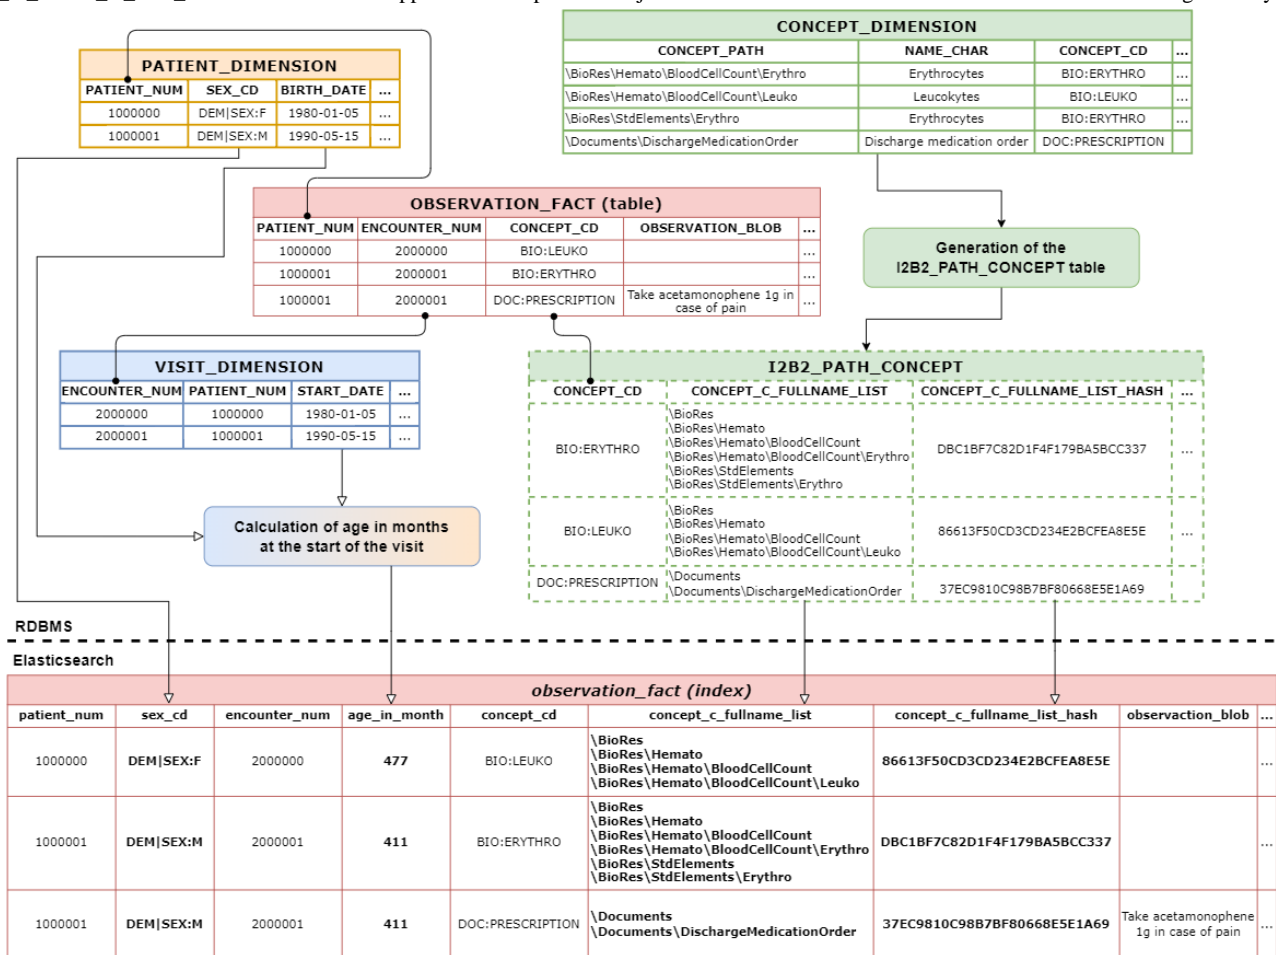 CONCEPT_DIMENSION
CONCEPT_PATH NAME_CHAR CONCEPT_CD ...
\BioRes\Hemato\BloodCellCount\Erythro Erythrocytes BIO:ERYTHRO ...
\BioRes\Hemato\BloodCellCount\Leuko Leucokytes BIO:LEUKO ...
\BioRes\StdElements\Erythro Erythrocytes BIO:ERYTHRO ...
\Documents\DischargeMedicationOrder Discharge medication order DOC:PRESCRIPTION
PATIENT_DIMENSION
PATIENT_NUM SEX_CD BIRTH_DATE ...
1000000 DEM|SEX:F 1980-01-05 ...
1000001 DEM|SEX:M 1990-05-15 ...
OBSERVATION_FACT (table)
PATIENT_NUM ENCOUNTER_NUM CONCEPT_CD OBSERVATION_BLOB ...
1000000 2000000 BIO:LEUKO ...
1000001 2000001 BIO:ERYTHRO ...
1000001 2000001 DOC:PRESCRIPTION Take acetamonophene 1g in ...
case of pain
Generation of the
I2B2_PATH_CONCEPT table
VISIT_DIMENSION
ENCOUNTER_NUM PATIENT_NUM START_DATE ...
2000000 1000000 1980-01-05 ...
2000001 1000001 1990-05-15 ...
Calculation of age in months
at the start of the visit
I2B2_PATH_CONCEPT
CONCEPT_CD CONCEPT_C_FULLNAME_LIST CONCEPT_C_FULLNAME_LIST_HASH ...
\BioRes
\BioRes\Hemato
\BioRes\Hemato\BloodCellCount
BIO:ERYTHRO \BioRes\Hemato\BloodCellCount\Erythro DBC1BF7C82D1F4F179BA5BCC337 ...
\BioRes\StdElements
\BioRes\StdElements\Erythro
\BioRes
\BioRes\Hemato
BIO:LEUKO \BioRes\Hemato\BloodCellCount 86613F50CD3CD234E2BCFEA8E5E ...
\BioRes\Hemato\BloodCellCount\Leuko
\Documents
DOC:PRESCRIPTION \Documents\DischargeMedicationOrder 37EC9810C98B7BF80668E5E1A69
RDBMS
Elasticsearch
observation_fact (index)
patient_num sex_cd encounter_num age_in_month concept_cd concept_c_fullname_list concept_c_fullname_list_hash observaction_blob ...
\BioRes
\BioRes\Hemato
1000000 DEM|SEX:F 2000000 477 BIO:LEUKO \BioRes\Hemato\BloodCellCount 86613F50CD3CD234E2BCFEA8E5E ...
\BioRes\Hemato\BloodCellCount\Leuko
\BioRes
\BioRes\Hemato
\BioRes\Hemato\BloodCellCount
1000001 DEM|SEX:M 2000001 411 BIO:ERYTHRO \BioRes\Hemato\BloodCellCount\Erythro DBC1BF7C82D1F4F179BA5BCC337 ...
\BioRes\StdElements
\BioRes\StdElements\Erythro
1000001 DEM|SEX:M 2000001 411 DOC:PRESCRIPTION \Documents 37EC9810C98B7BF80668E5E1A69 Take acetamonophene ...
\Documents\DischargeMedicationOrder 1g in case of pain